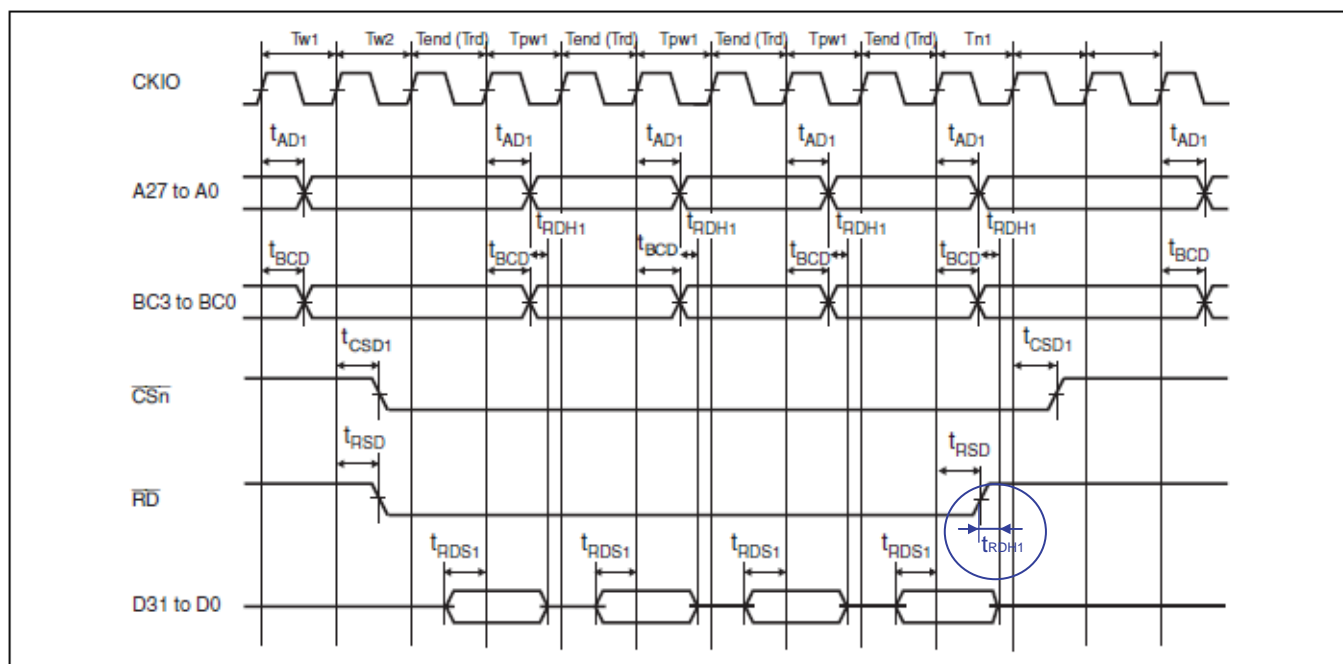 Tw1 Tw2 Tend (Trd) Tpw1 Tend (Trd) Tpw1 Tend (Trd) Tpw1 Tend (Trd) Tn1
CKIO
tAD1 tAD1 tAD1 tAD1 tAD1 tAD1
A27 to A0
tRDH1 tRDH1 tRDH1 tRDH1
tBCD tBCD tBCD tBCD tBCD tBCD
BC3 to BC0
tCSD1 tCSD1
CSn
tRSD tRSD
RD
tRDH1
tRDS1 tRDS1 tRDS1 tRDS1
D31 to D0